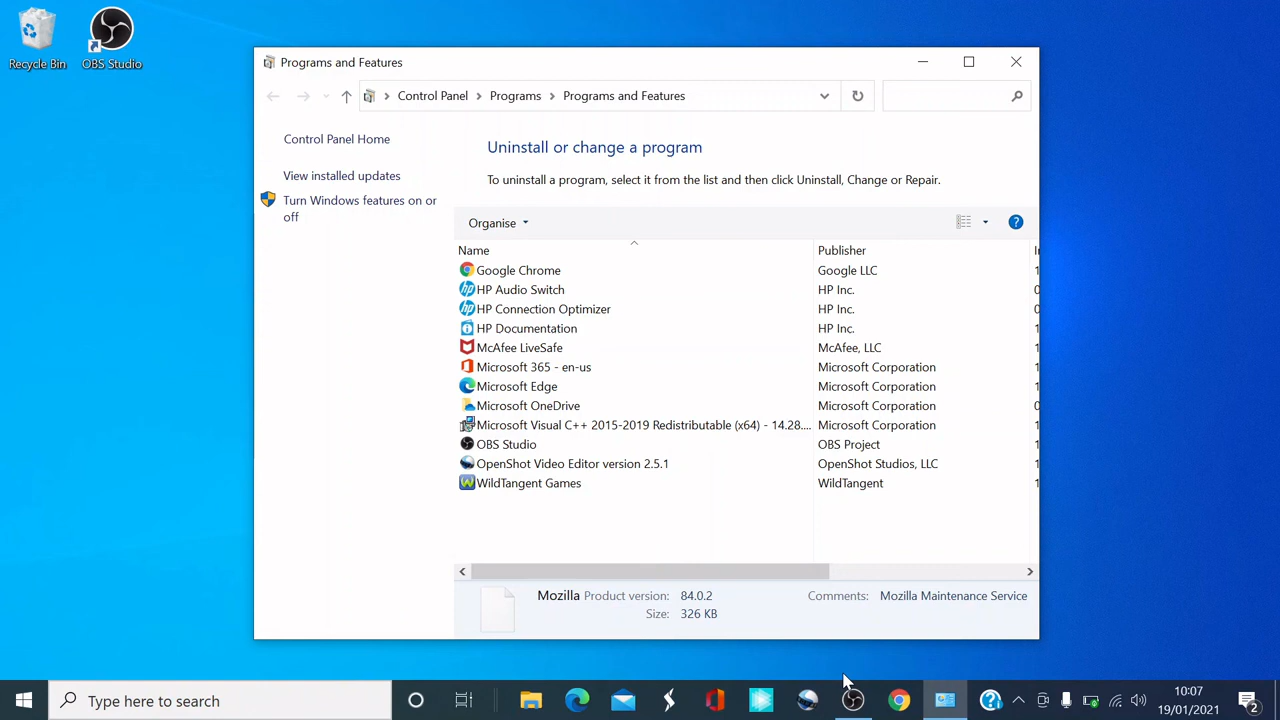 Recycle Bin
OBS Studio
Programs and Features
Control Panel > Programs > Programs and Features
Control Panel Home
View installed updates
Turn Windows features on or
off
Uninstall or change a program
To uninstall a program, select it from the list and then click Uninstall, Change or Repair.
Organise
Name Publisher
Google Chrome Google LLC
HP Audio Switch HP Inc.
HP Connection Optimizer HP Inc.
HP Documentation HP Inc.
McAfee LiveSafe McAfee, LLC
Microsoft 365 - en-us Microsoft Corporation
Microsoft Edge Microsoft Corporation
Microsoft OneDrive Microsoft Corporation
Microsoft Visual C++ 2015-2019 Redistributable (x64) - 14.28.... Microsoft Corporation
OBS Studio OBS Project
OpenShot Video Editor version 2.5.1 OpenShot Studios, LLC
WildTangent Games WildTangent
Mozilla Product version: 84.0.2 Comments: Mozilla Maintenance Service
Size: 326 KB
Type here to search
10:07
19/01/2021
2